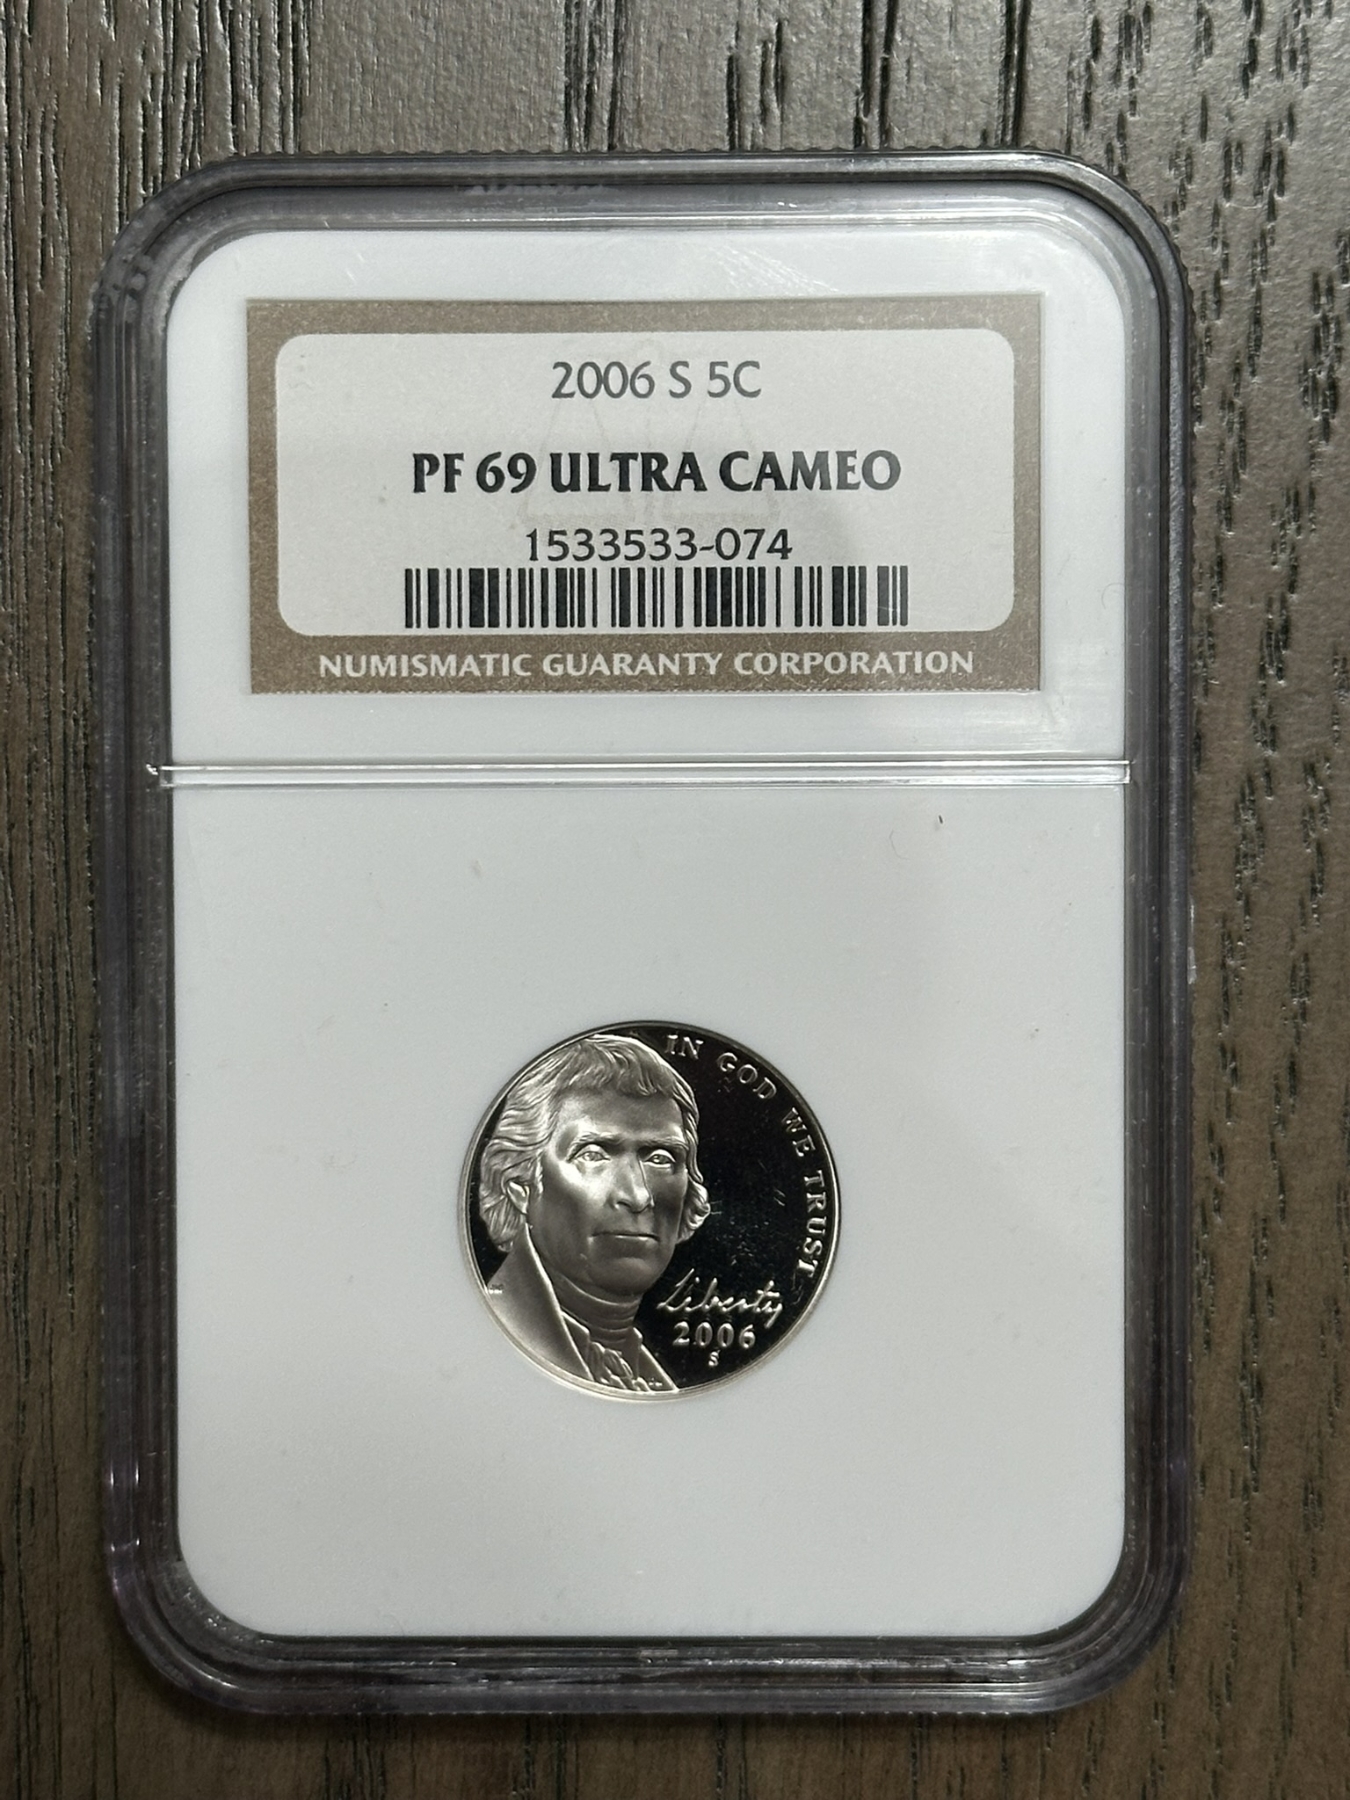 2006 S 5C
PF 69 ULTRA CAMEO
1533533-074
NUMISMATIC GUARANTY CORPORATION
IN GOD WE TRUST
Liberty
2006
S